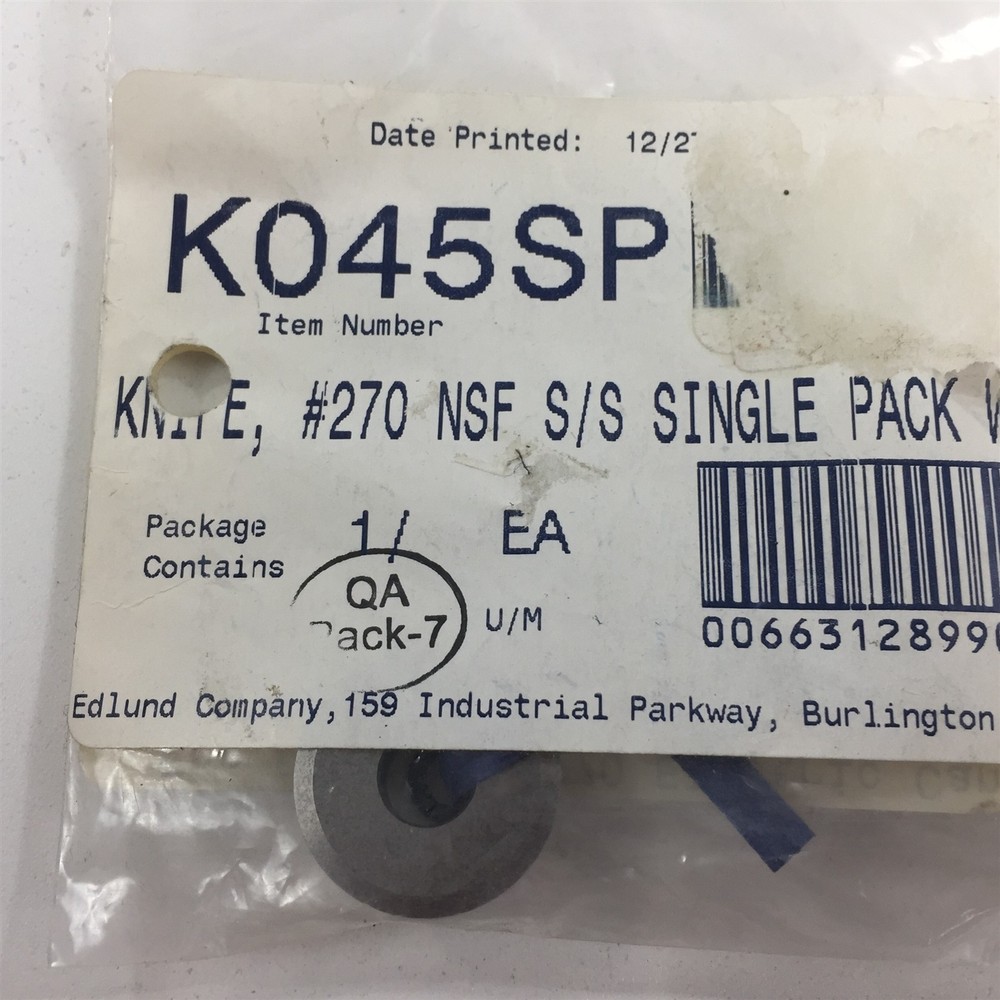 Date Printed: 12/2
K045SP
Item Number
KNIFE, #270 NSF S/S SINGLE PACK
Package 1/ EA
Contains
QA
Pack-7
U/M
0066312899
Edlund Company, 159 Industrial Parkway, Burlington